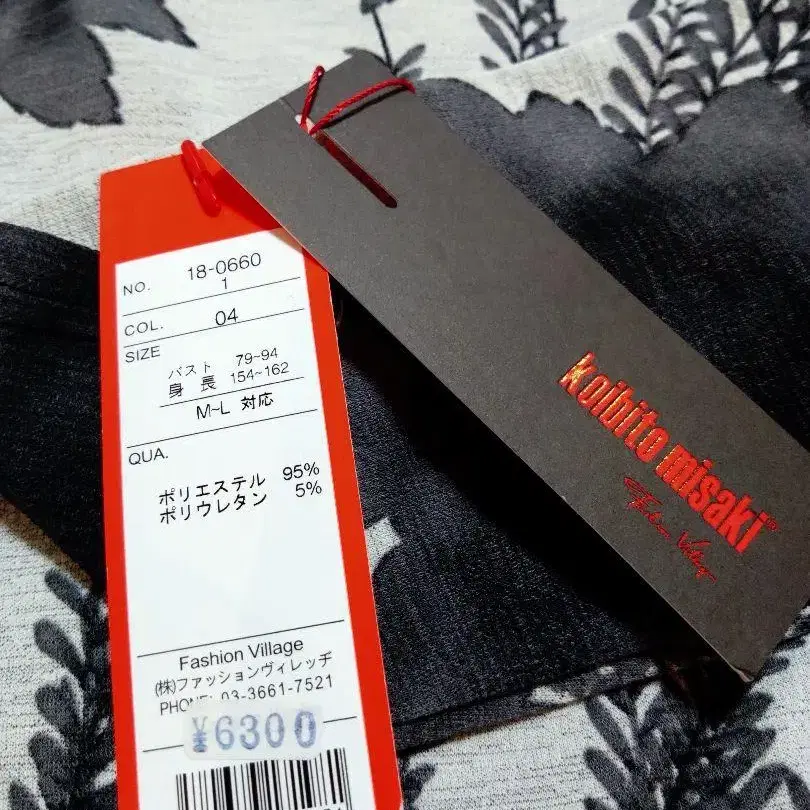 NO. 18-0660
1
COL. 04
SIZE
バスト 79~94
身 長 154~162
M~L 対応
QUA.
ポリエステル 95%
ポリウレタン 5%
Fashion Village
(株)ファッションヴィレッヂ
PHONE: 03-3661-7521
¥6300
koibito misaki
Fashion Village